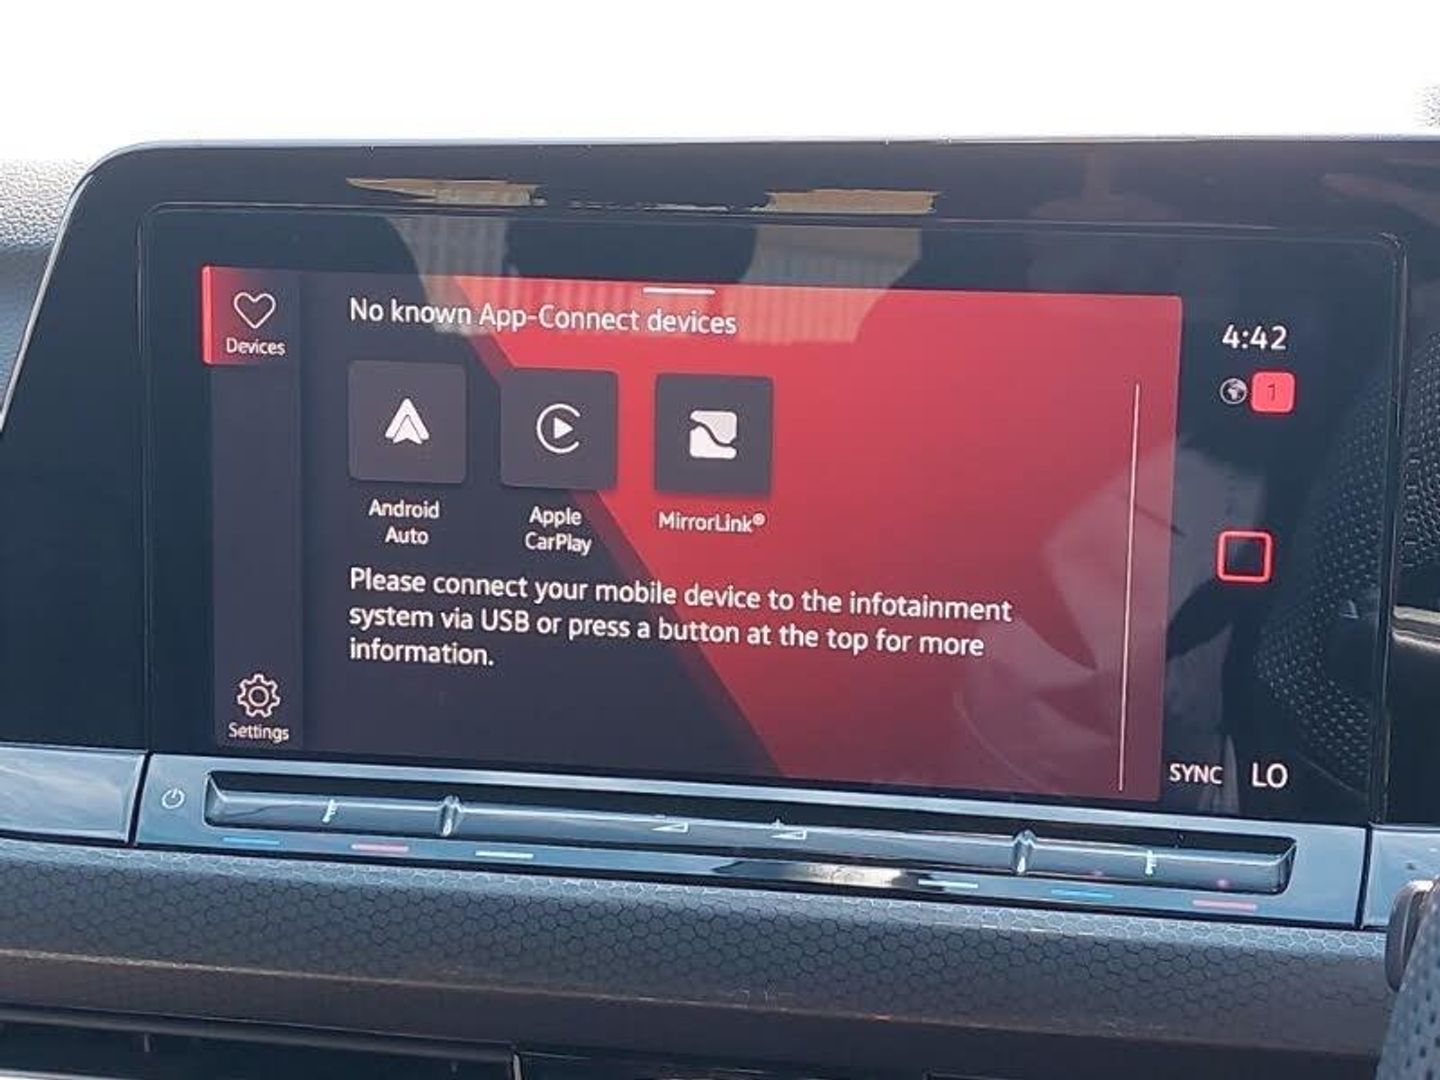 Devices
No known App-Connect devices
4:42
1
Android
Auto
Apple
CarPlay
MirrorLink®
Please connect your mobile device to the infotainment
system via USB or press a button at the top for more
information.
Settings
SYNC LO